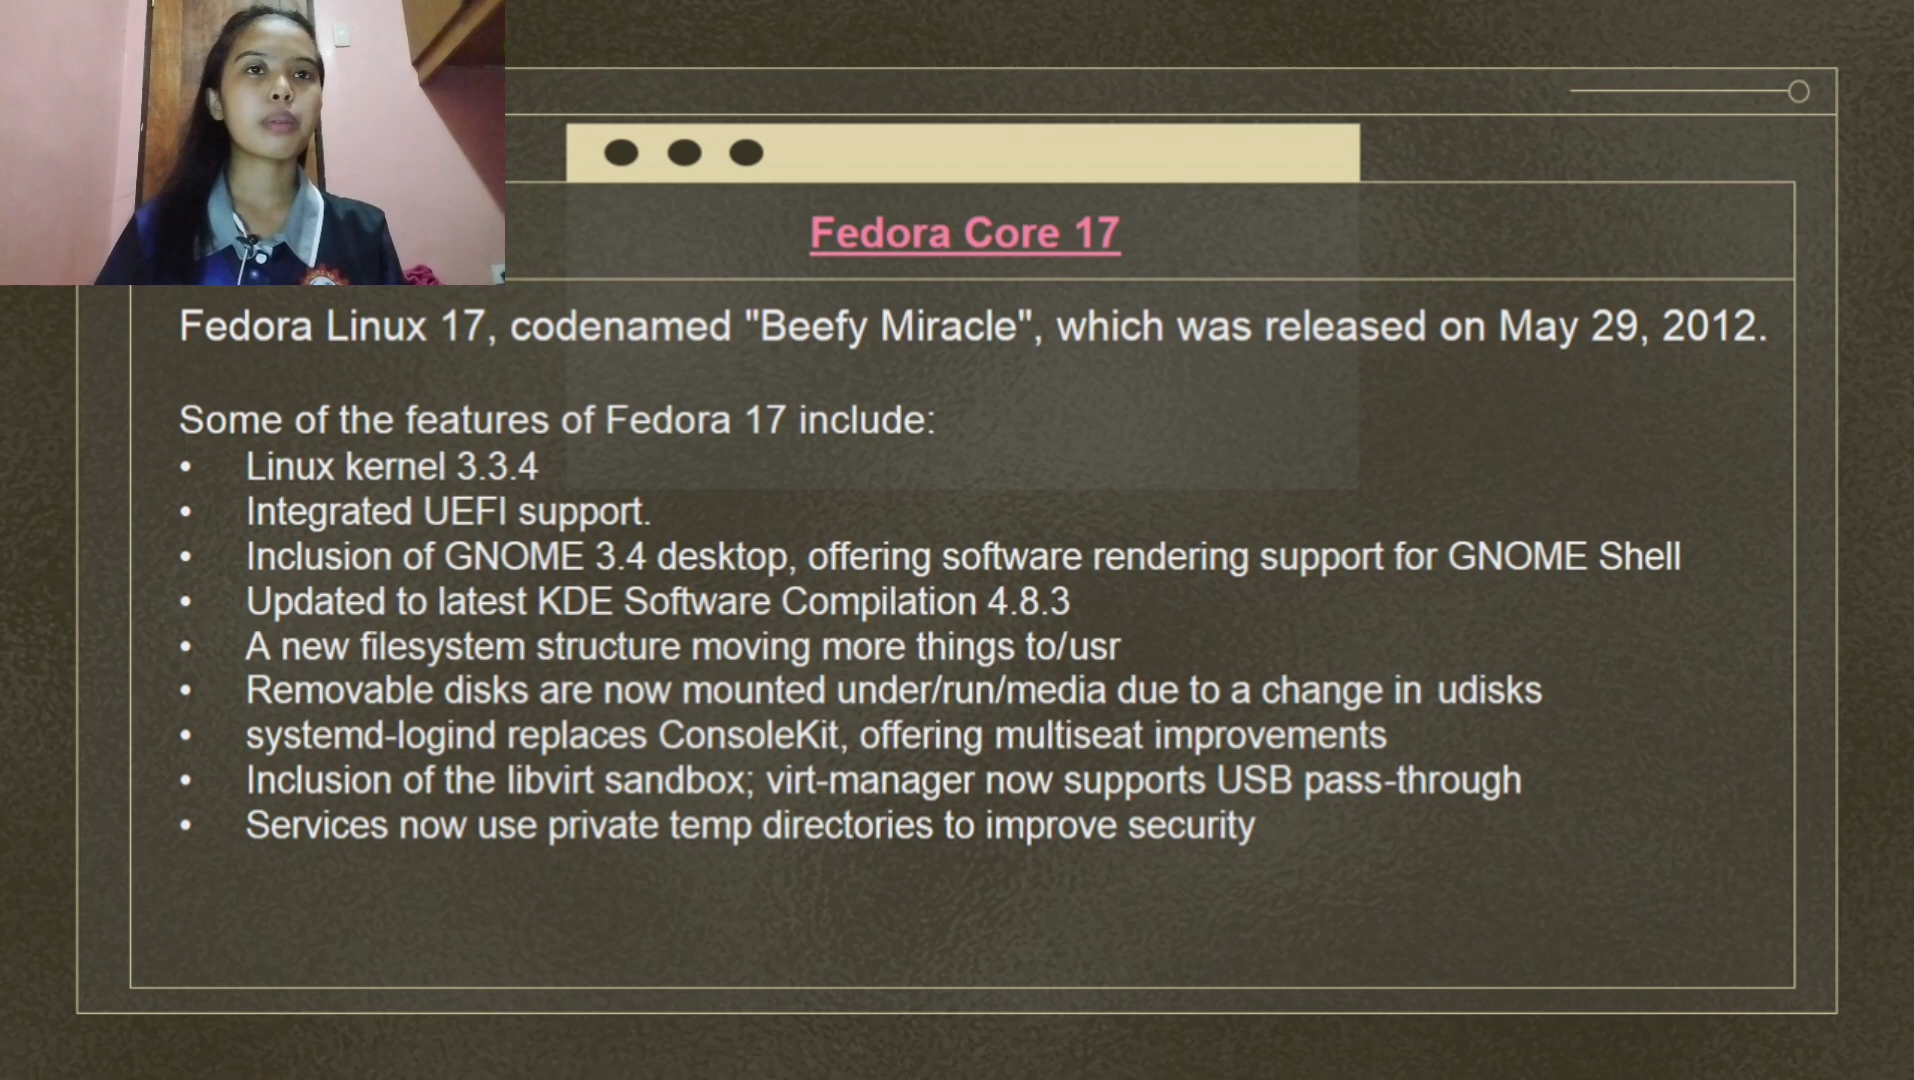 Fedora Core 17
Fedora Linux 17, codenamed "Beefy Miracle", which was released on May 29, 2012.
Some of the features of Fedora 17 include:
• Linux kernel 3.3.4
• Integrated UEFI support.
• Inclusion of GNOME 3.4 desktop, offering software rendering support for GNOME Shell
• Updated to latest KDE Software Compilation 4.8.3
• A new filesystem structure moving more things to/usr
• Removable disks are now mounted under/run/media due to a change in udisks
• systemd-logind replaces ConsoleKit, offering multiseat improvements
• Inclusion of the libvirt sandbox; virt-manager now supports USB pass-through
• Services now use private temp directories to improve security